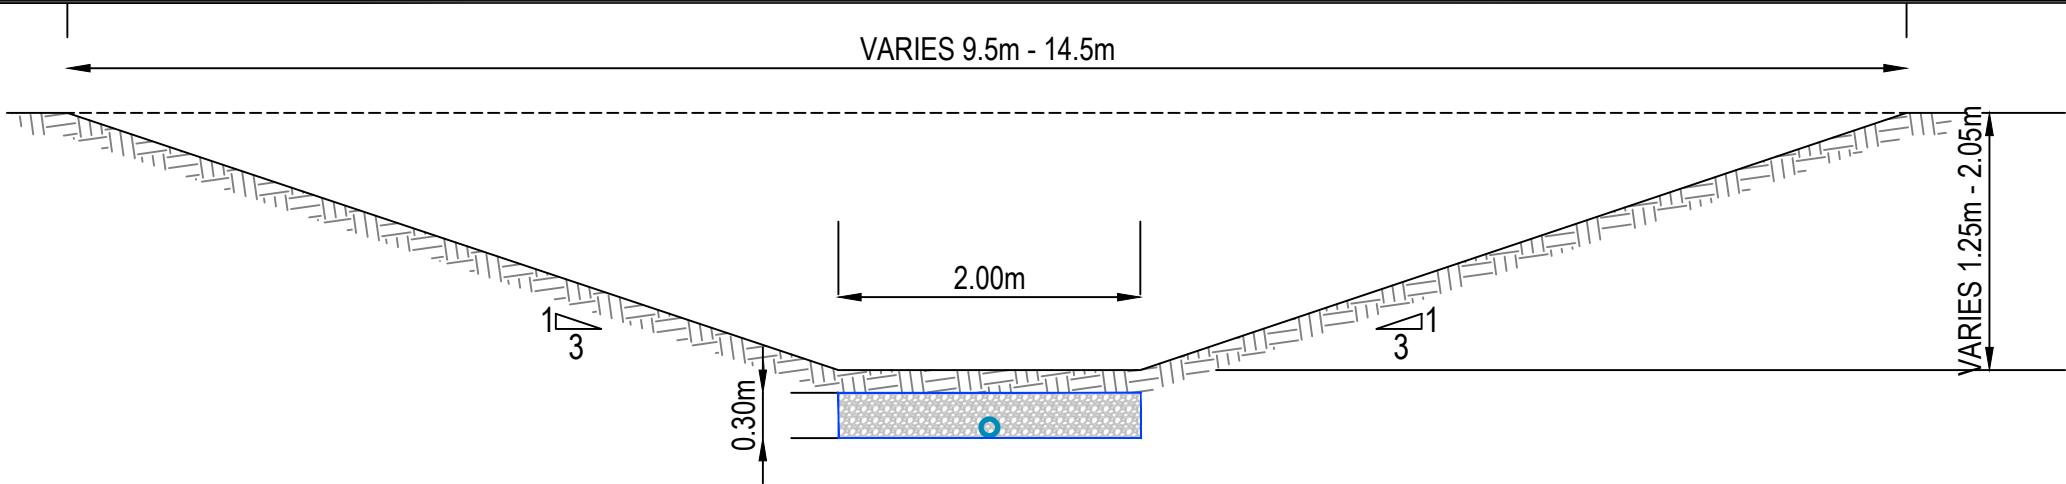 VARIES 9.5m - 14.5m
VARIES 1.25m - 2.05m
2.00m
1
3
1
3
0.30m